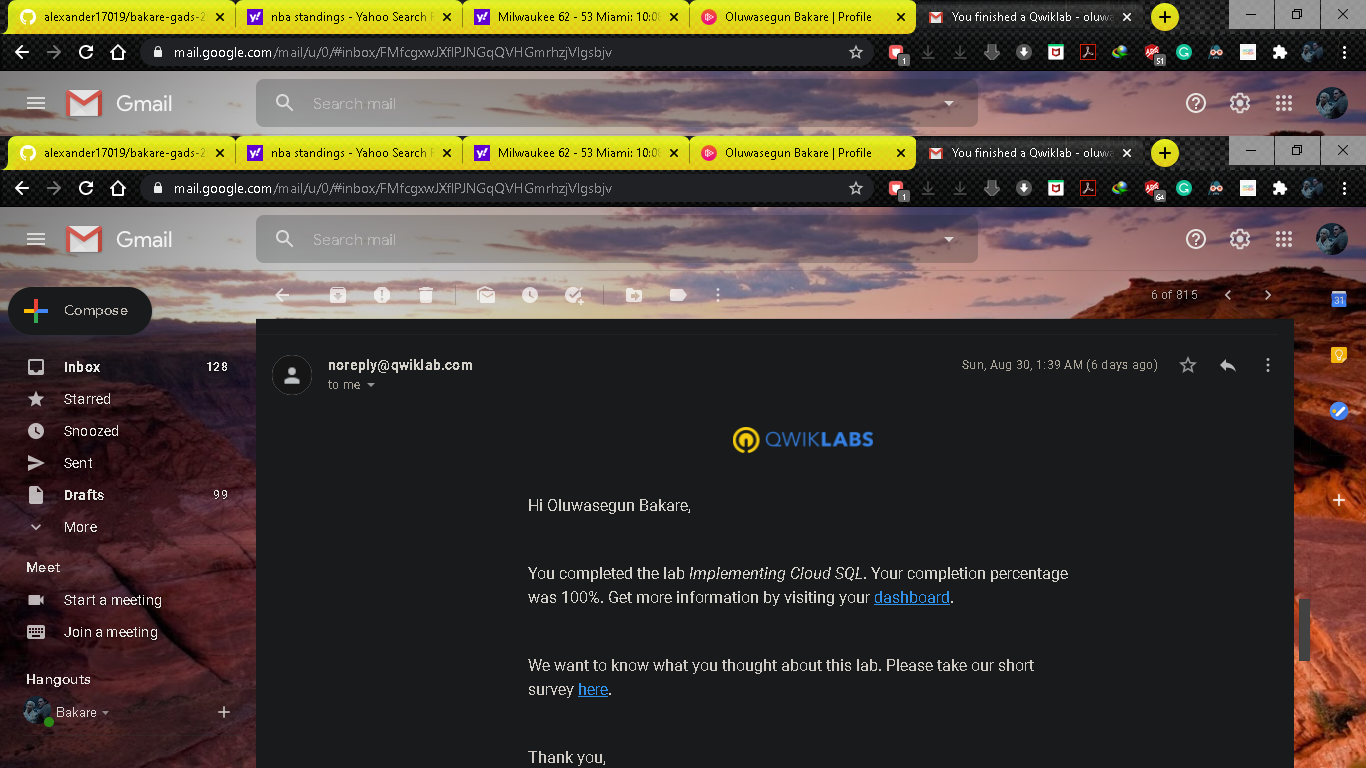 alexander17019/bakare-gads-2 nba standings - Yahoo Search Milwaukee 62 - 53 Miami: 10:0 Oluwasegun Bakare | Profile You finished a Qwiklab - oluwa
mail.google.com/mail/u/0/#inbox/FMfcgxwJXflPJNGqQVHGmrhzjVlgsbjv 1 51
Gmail Search mail
alexander17019/bakare-gads-2 nba standings - Yahoo Search Milwaukee 62 - 53 Miami: 10:0 Oluwasegun Bakare | Profile You finished a Qwiklab - oluwa
mail.google.com/mail/u/0/#inbox/FMfcgxwJXflPJNGqQVHGmrhzjVlgsbjv 1 64
Gmail Search mail
6 of 815
Compose
31
Inbox 128
Starred
Snoozed
Sent
Drafts 99
More
Meet
Start a meeting
Join a meeting
Hangouts
Bakare
noreply@qwiklab.com Sun, Aug 30, 1:39 AM (6 days ago)
to me
QWIKLABS
Hi Oluwasegun Bakare,
You completed the lab Implementing Cloud SQL. Your completion percentage
was 100%. Get more information by visiting your dashboard.
We want to know what you thought about this lab. Please take our short
survey here.
Thank you,